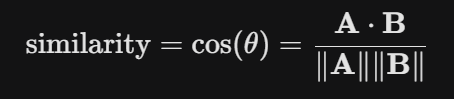 similarity = cos(θ) = A · B / ‖A‖‖B‖